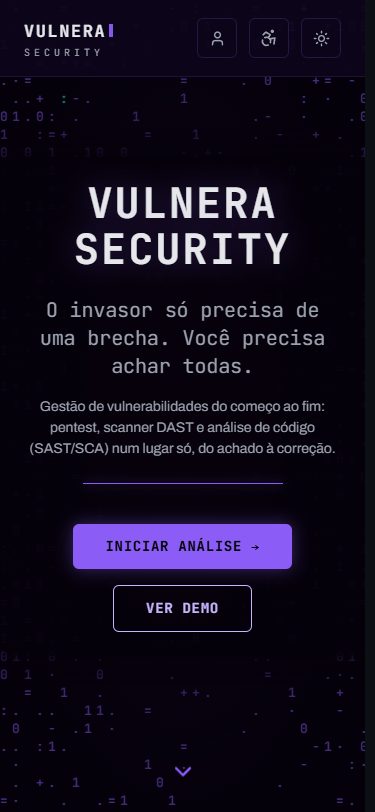 VULNERA
SECURITY
VULNERA
SECURITY
O invasor só precisa de
uma brecha. Você precisa
achar todas.
Gestão de vulnerabilidades do começo ao fim:
pentest, scanner DAST e análise de código
(SAST/SCA) num lugar só, do achado à correção.
INICIAR ANÁLISE →
VER DEMO